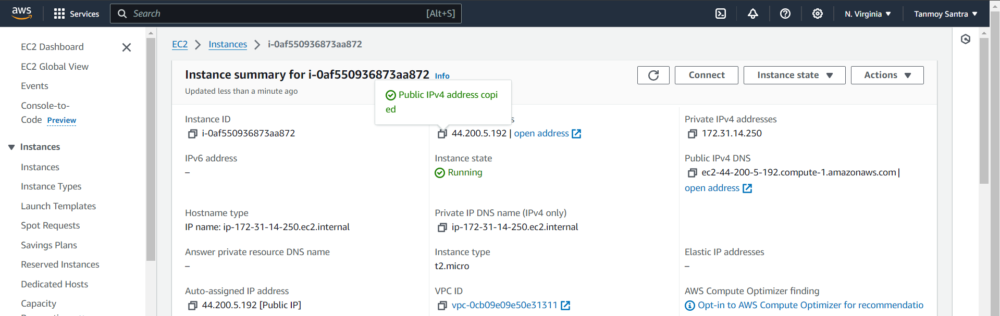 aws
Services
Search
[Alt+S]
N. Virginia
Tanmoy Santra
EC2 Dashboard
EC2 Global View
Events
Console-to-
Code Preview
Instances
Instances
Instance Types
Launch Templates
Spot Requests
Savings Plans
Reserved Instances
Dedicated Hosts
Capacity
EC2
Instances
i-0af550936873aa872
Instance summary for i-0af550936873aa872 Info
Updated less than a minute ago
Connect
Instance state
Actions
Public IPv4 address copi
ed
Instance ID
i-0af550936873aa872
s
44.200.5.192 | open address
Private IPv4 addresses
172.31.14.250
IPv6 address
–
Instance state
Running
Public IPv4 DNS
ec2-44-200-5-192.compute-1.amazonaws.com |
open address
Hostname type
IP name: ip-172-31-14-250.ec2.internal
Private IP DNS name (IPv4 only)
ip-172-31-14-250.ec2.internal
Answer private resource DNS name
–
Instance type
t2.micro
Elastic IP addresses
–
Auto-assigned IP address
44.200.5.192 [Public IP]
VPC ID
vpc-0cb09e09e50e31311
AWS Compute Optimizer finding
Opt-in to AWS Compute Optimizer for recommendatio